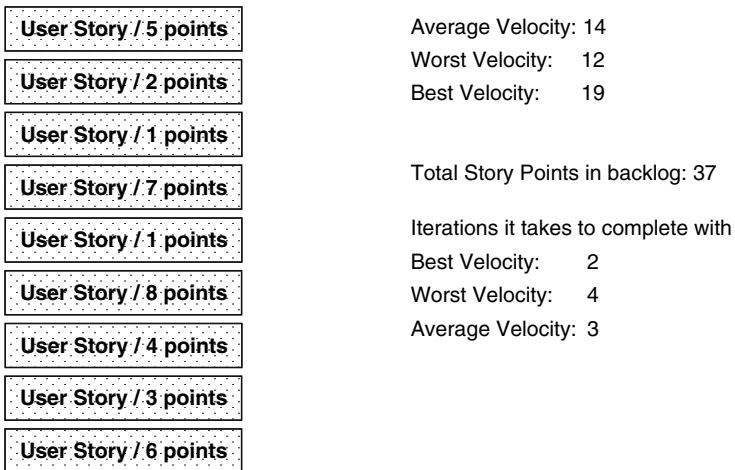 User Story / 5 points
User Story / 2 points
User Story / 1 points
User Story / 7 points
User Story / 1 points
User Story / 8 points
User Story / 4 points
User Story / 3 points
User Story / 6 points
Average Velocity: 14
Worst Velocity: 12
Best Velocity: 19
Total Story Points in backlog: 37
Iterations it takes to complete with
Best Velocity: 2
Worst Velocity: 4
Average Velocity: 3